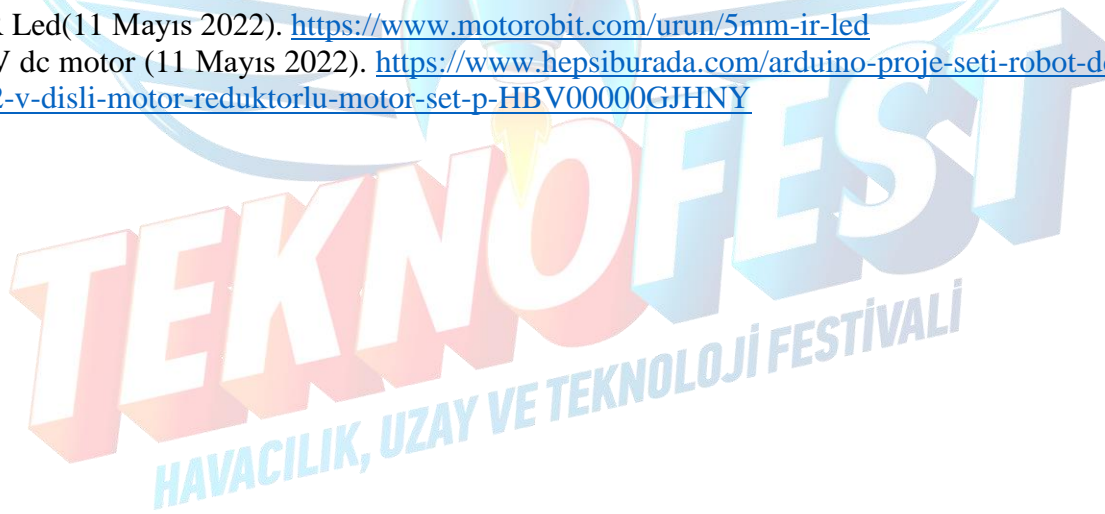 Led(11 Mayıs 2022). https://www.motorobit.com/urun/5mm-ir-led
dc motor (11 Mayıs 2022). https://www.hepsiburada.com/arduino-proje-seti-robot-d
-v-disli-motor-reduktorlu-motor-set-p-HBV00000GJHNY
TEKNOFEST
HAVACILIK, UZAY VE TEKNOLOJİ FESTİVALİ